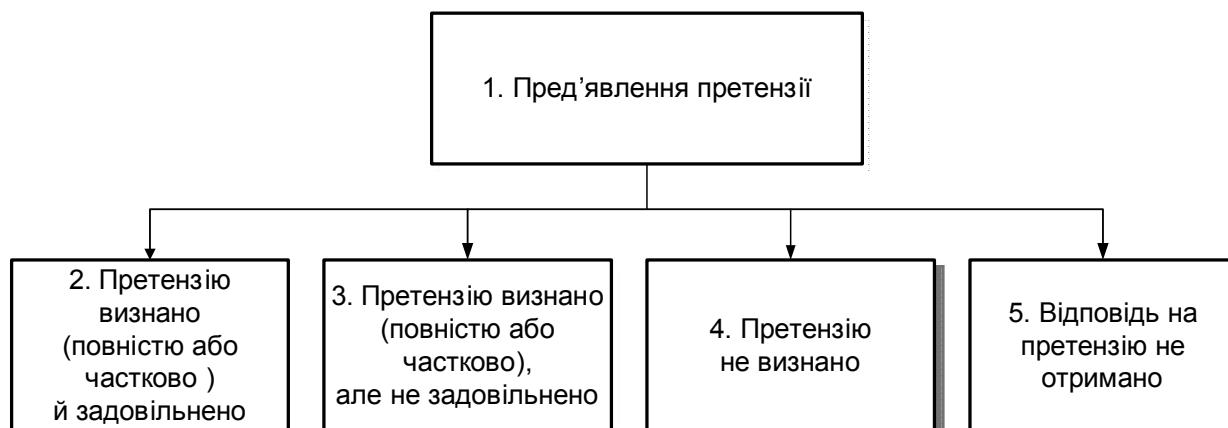 1. Пред’явлення претензії
2. Претензію
визнано
(повністю або
частково )
й задовільнено
3. Претензію визнано
(повністю або
частково),
але не задовільнено
4. Претензію
не визнано
5. Відповідь на
претензію не
отримано